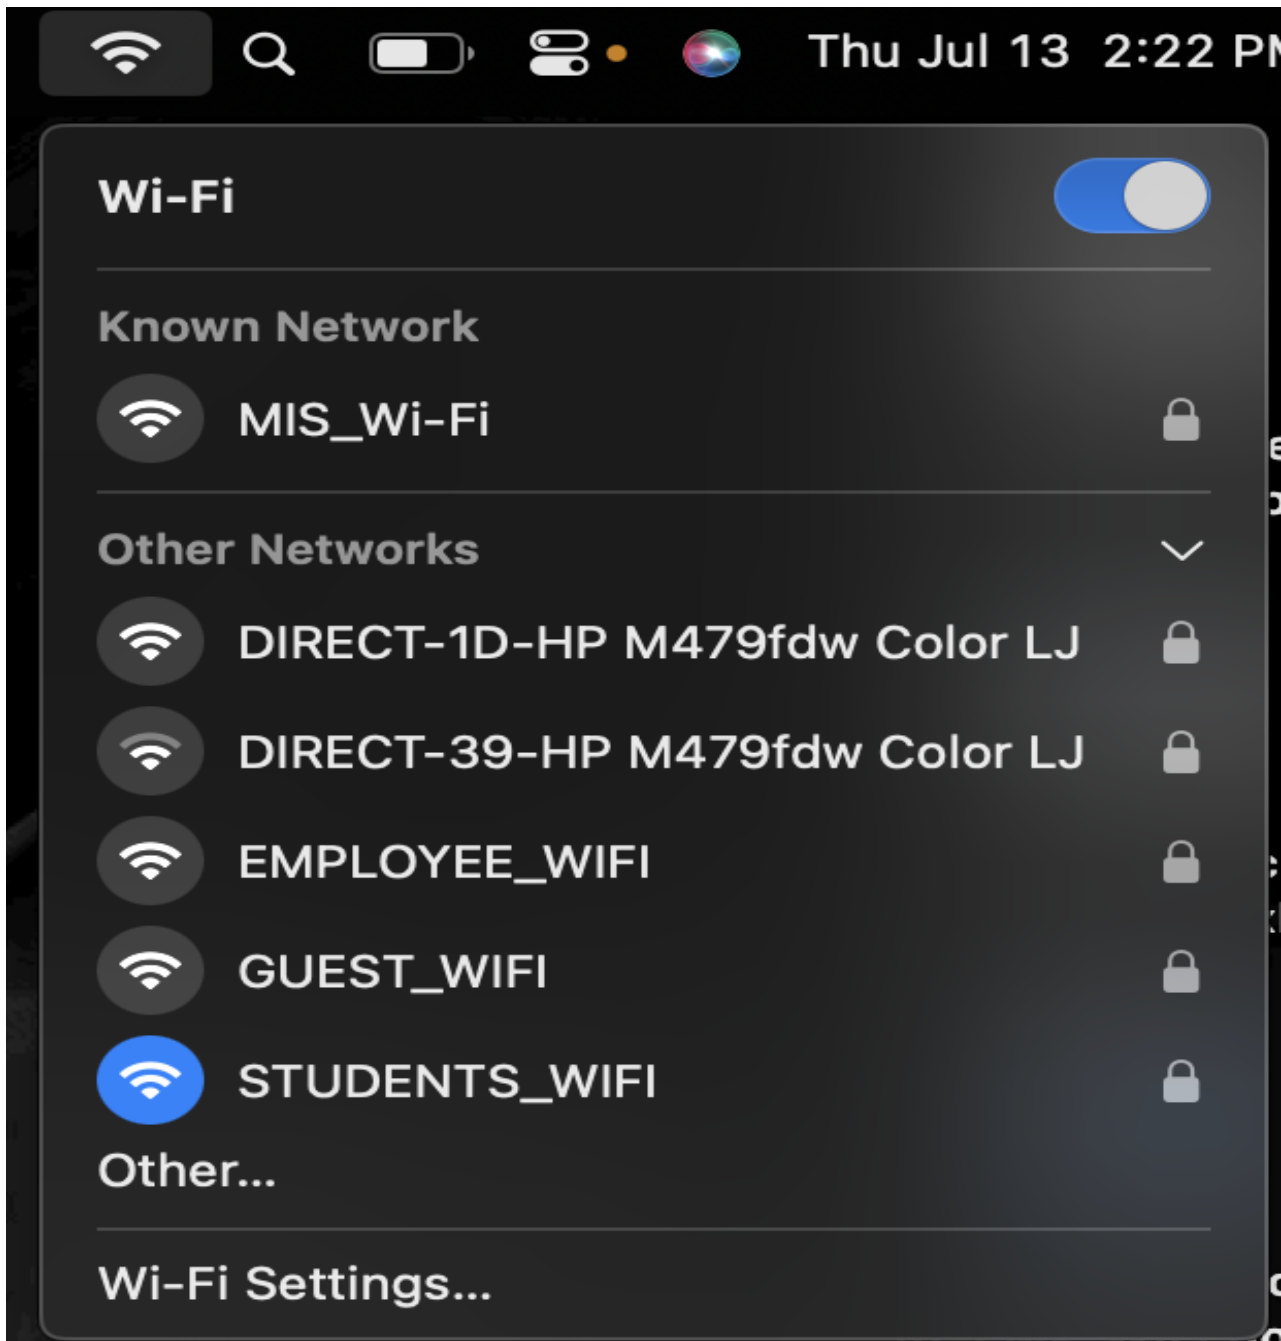 Thu Jul 13 2:22 PM
Wi-Fi
Known Network
MIS_Wi-Fi
Other Networks
DIRECT-1D-HP M479fdw Color LJ
DIRECT-39-HP M479fdw Color LJ
EMPLOYEE_WIFI
GUEST_WIFI
STUDENTS_WIFI
Other...
Wi-Fi Settings...